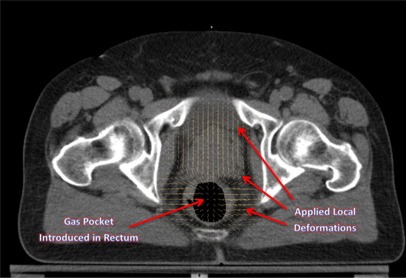 Gas Pocket
Introduced in Rectum
Applied Local
Deformations